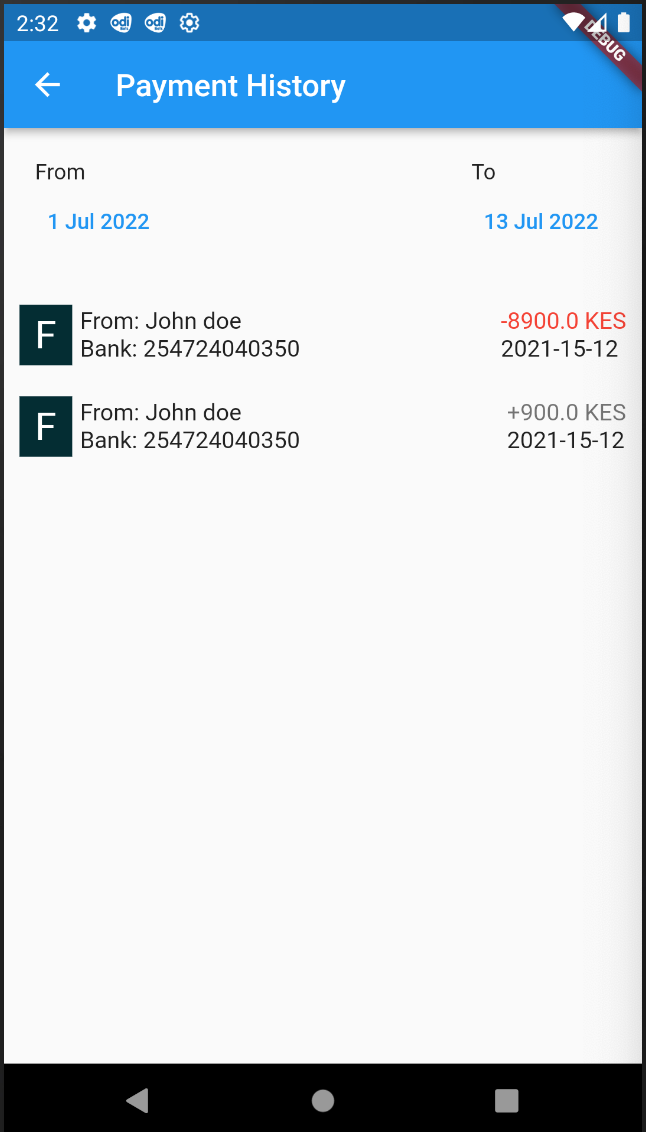 2:32 odi odi
DEBUG
Payment History
From To
1 Jul 2022 13 Jul 2022
F From: John doe -8900.0 KES
Bank: 254724040350 2021-15-12
F From: John doe +900.0 KES
Bank: 254724040350 2021-15-12